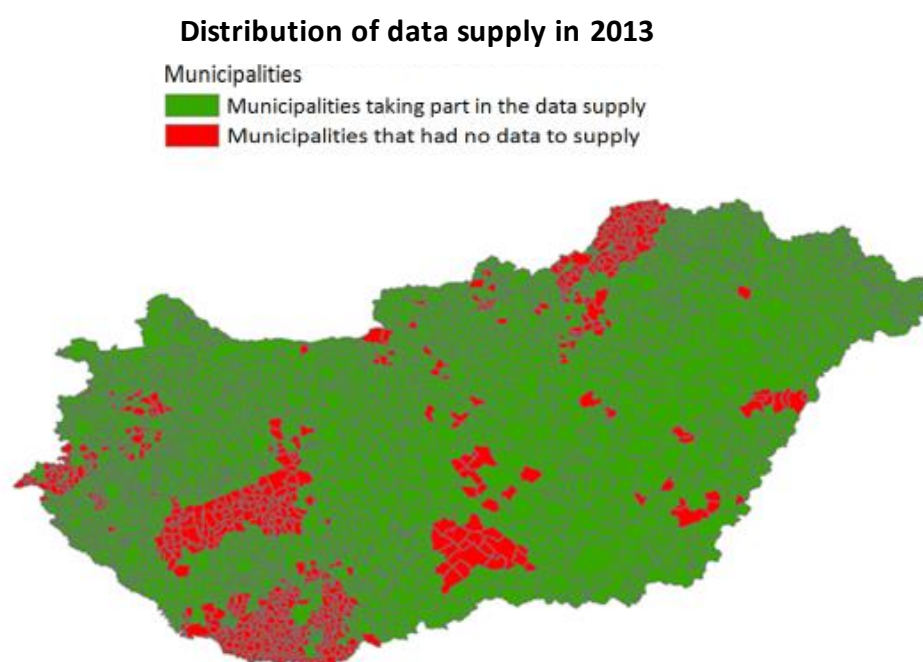 Distribution of data supply in 2013
Municipalities
Municipalities taking part in the data supply
Municipalities that had no data to supply